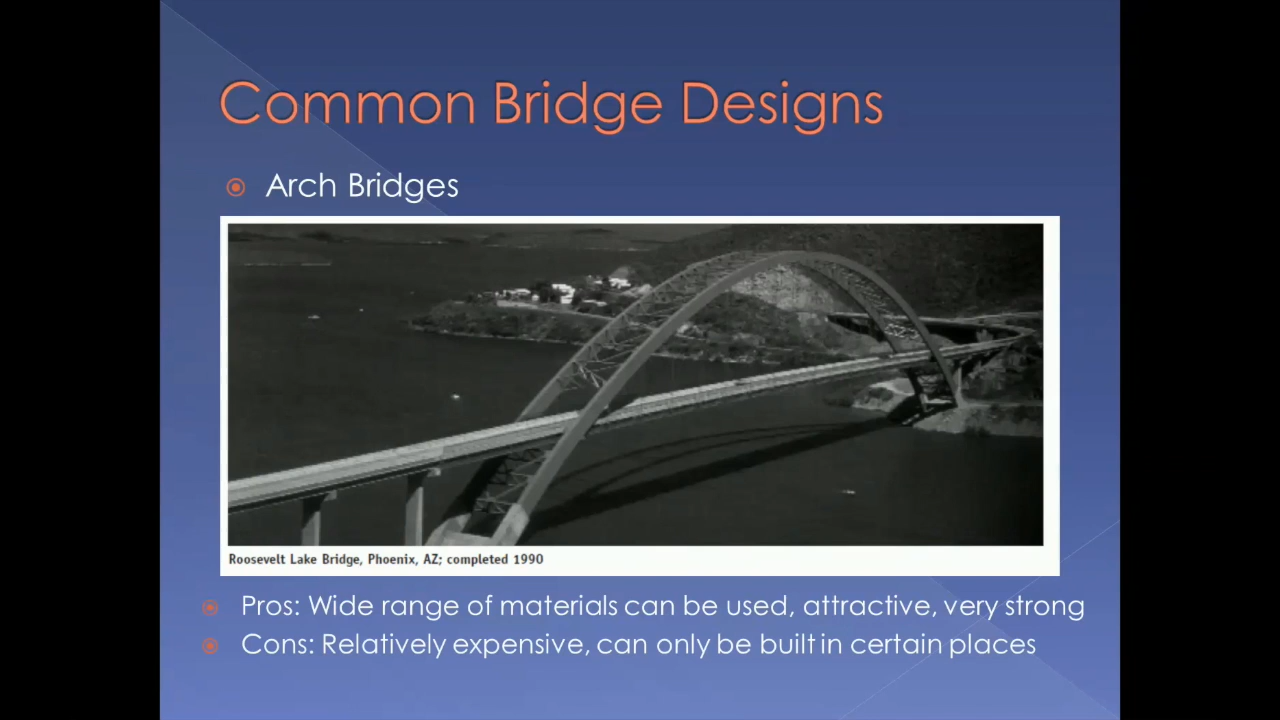 Common Bridge Designs
Arch Bridges
Roosevelt Lake Bridge, Phoenix, AZ; completed 1990
Pros: Wide range of materials can be used, attractive, very strong
Cons: Relatively expensive, can only be built in certain places